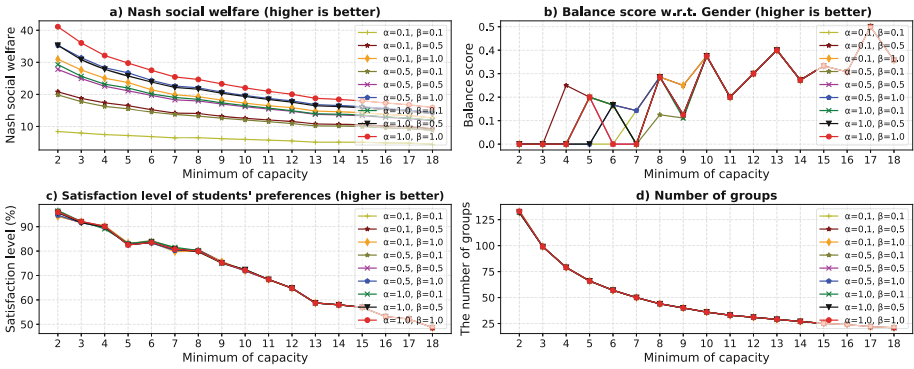 a) Nash social welfare (higher is better)
Nash social welfare
40
30
20
10
2 3 4 5 6 7 8 9 10 11 12 13 14 15 16 17 18
Minimum of capacity
α=0.1, β=0.1
α=0.1, β=0.5
α=0.1, β=1.0
α=0.5, β=0.1
α=0.5, β=0.5
α=0.5, β=1.0
α=1.0, β=0.1
α=1.0, β=0.5
α=1.0, β=1.0
b) Balance score w.r.t. Gender (higher is better)
Balance score
0.5
0.4
0.3
0.2
0.1
0.0
2 3 4 5 6 7 8 9 10 11 12 13 14 15 16 17 18
Minimum of capacity
α=0.1, β=0.1
α=0.1, β=0.5
α=0.1, β=1.0
α=0.5, β=0.1
α=0.5, β=0.5
α=0.5, β=1.0
α=1.0, β=0.1
α=1.0, β=0.5
α=1.0, β=1.0
c) Satisfaction level of students' preferences (higher is better)
Satisfaction level (%)
90
80
70
60
50
2 3 4 5 6 7 8 9 10 11 12 13 14 15 16 17 18
Minimum of capacity
α=0.1, β=0.1
α=0.1, β=0.5
α=0.1, β=1.0
α=0.5, β=0.1
α=0.5, β=0.5
α=0.5, β=1.0
α=1.0, β=0.1
α=1.0, β=0.5
α=1.0, β=1.0
d) Number of groups
The number of groups
125
100
75
50
25
2 3 4 5 6 7 8 9 10 11 12 13 14 15 16 17 18
Minimum of capacity
α=0.1, β=0.1
α=0.1, β=0.5
α=0.1, β=1.0
α=0.5, β=0.1
α=0.5, β=0.5
α=0.5, β=1.0
α=1.0, β=0.1
α=1.0, β=0.5
α=1.0, β=1.0